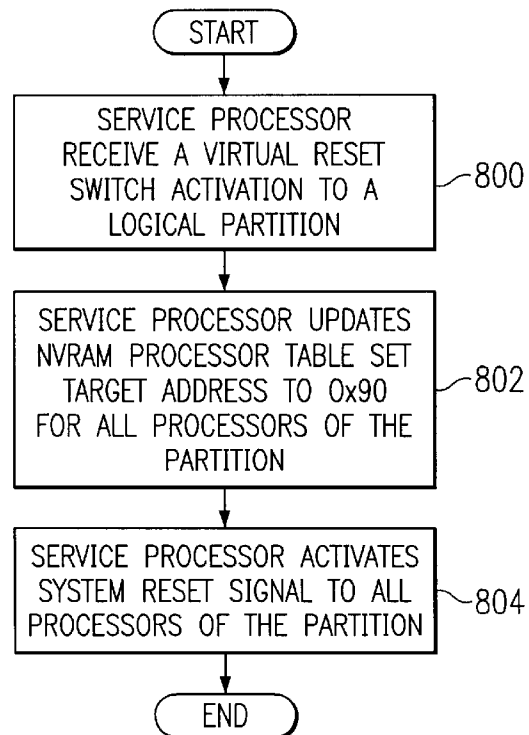 START
SERVICE PROCESSOR
RECEIVE A VIRTUAL RESET
SWITCH ACTIVATION TO A
LOGICAL PARTITION
800
SERVICE PROCESSOR UPDATES
NVRAM PROCESSOR TABLE SET
TARGET ADDRESS TO 0x90
FOR ALL PROCESSORS OF THE
PARTITION
802
SERVICE PROCESSOR ACTIVATES
SYSTEM RESET SIGNAL TO ALL
PROCESSORS OF THE PARTITION
804
END